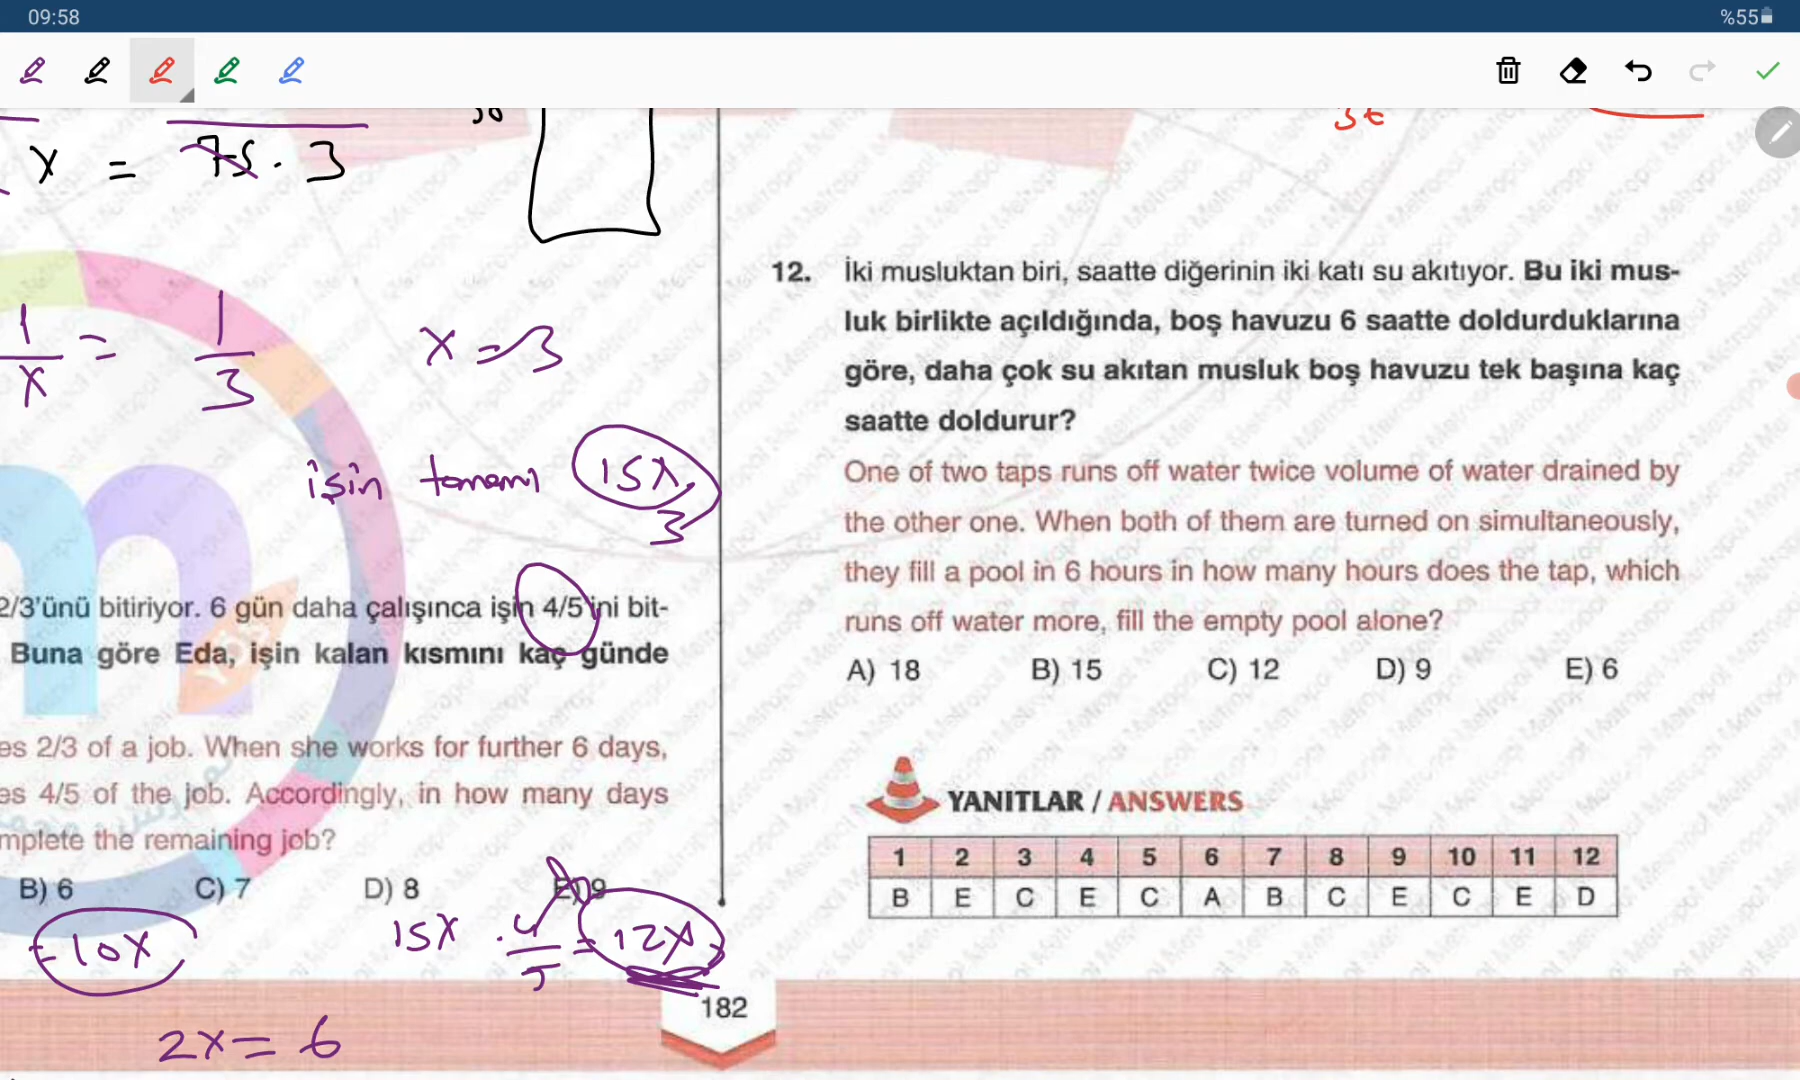 09:58
%55
30
3t
x = 75 . 3
1/x = 1/3
x = 3
işin tamamı 15x
3
2/3'ünü bitiriyor. 6 gün daha çalışınca işin 4/5'ini bit-
Buna göre Eda, işin kalan kısmını kaç günde
es 2/3 of a job. When she works for further 6 days,
es 4/5 of the job. Accordingly, in how many days
mplete the remaining job?
B) 6 C) 7 D) 8 E) 9
= 10x
15x . 4/5 = 12x
2x = 6
12. İki musluktan biri, saatte diğerinin iki katı su akıtıyor. Bu iki mus-
luk birlikte açıldığında, boş havuzu 6 saatte doldurduklarına
göre, daha çok su akıtan musluk boş havuzu tek başına kaç
saatte doldurur?
One of two taps runs off water twice volume of water drained by
the other one. When both of them are turned on simultaneously,
they fill a pool in 6 hours in how many hours does the tap, which
runs off water more, fill the empty pool alone?
A) 18 B) 15 C) 12 D) 9 E) 6
YANITLAR / ANSWERS
1 2 3 4 5 6 7 8 9 10 11 12
B E C E C A B C E C E D
182